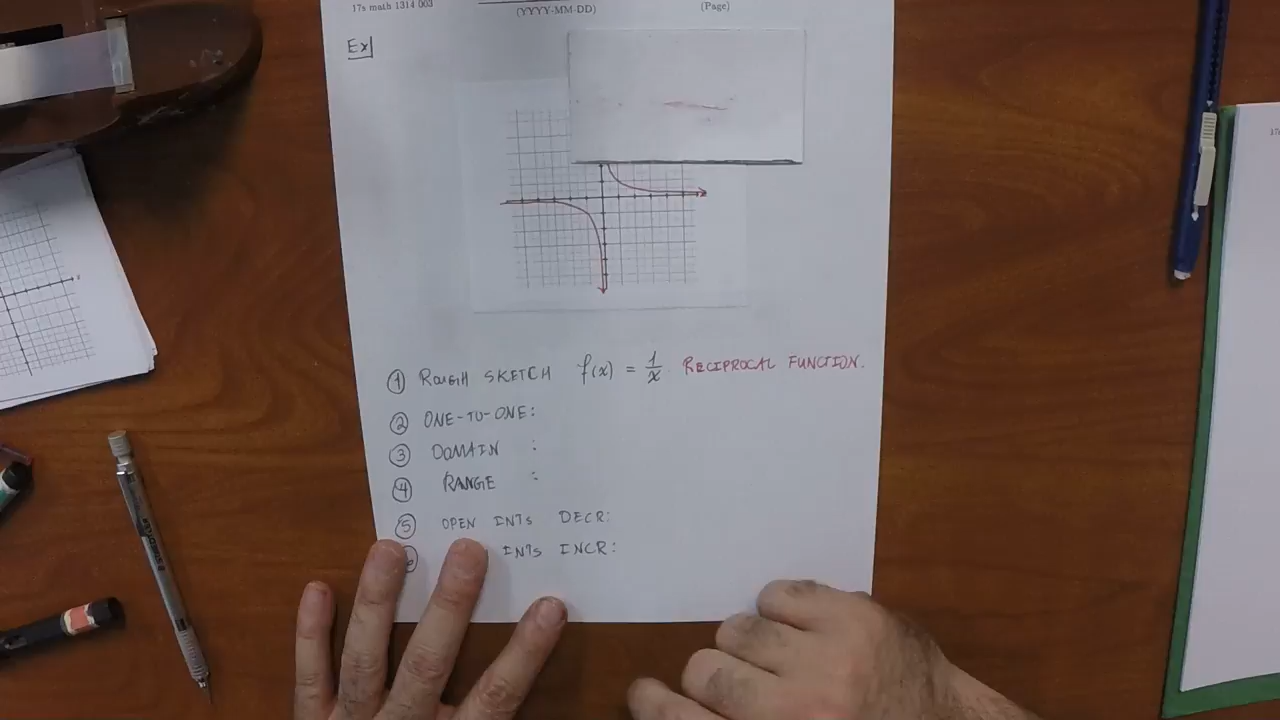 17s math 1314 003
(YYYY-MM-DD)
(Page)
Ex
① ROUGH SKETCH f(x) = 1/x RECIPROCAL FUNCTION.
② ONE-TO-ONE:
③ DOMAIN :
④ RANGE :
⑤ OPEN INTS DECR:
INTS INCR: